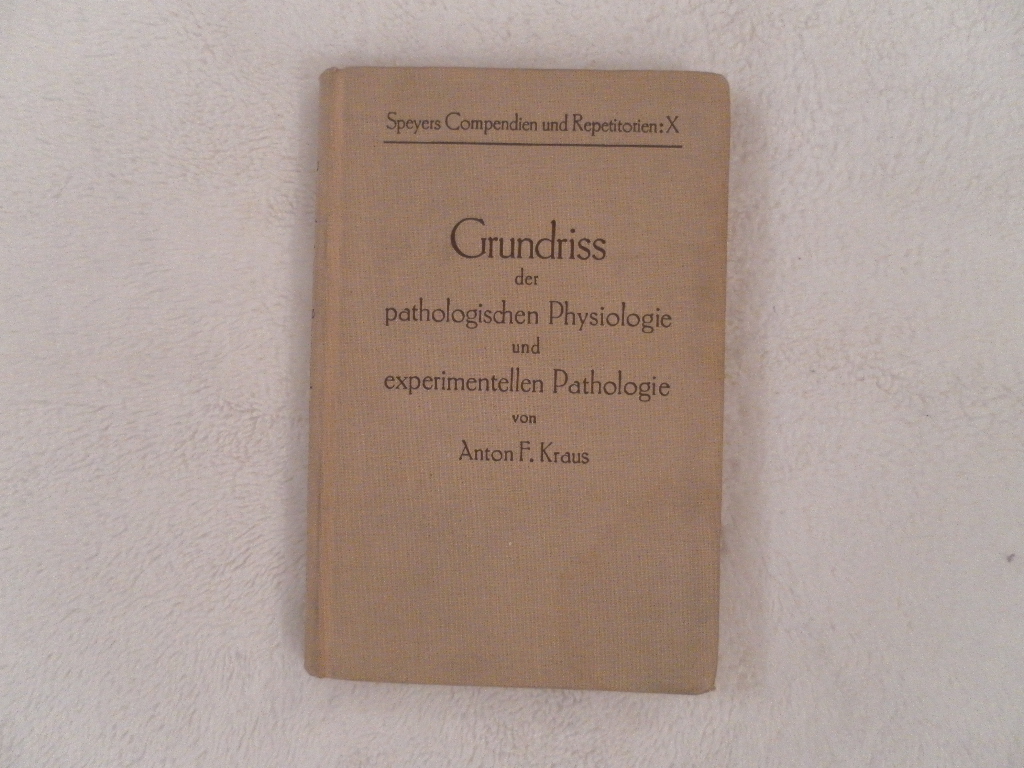 Speyers Compendien und Repetitorien: X
Grundriss
der
pathologischen Physiologie
und
experimentellen Pathologie
von
Anton F. Kraus